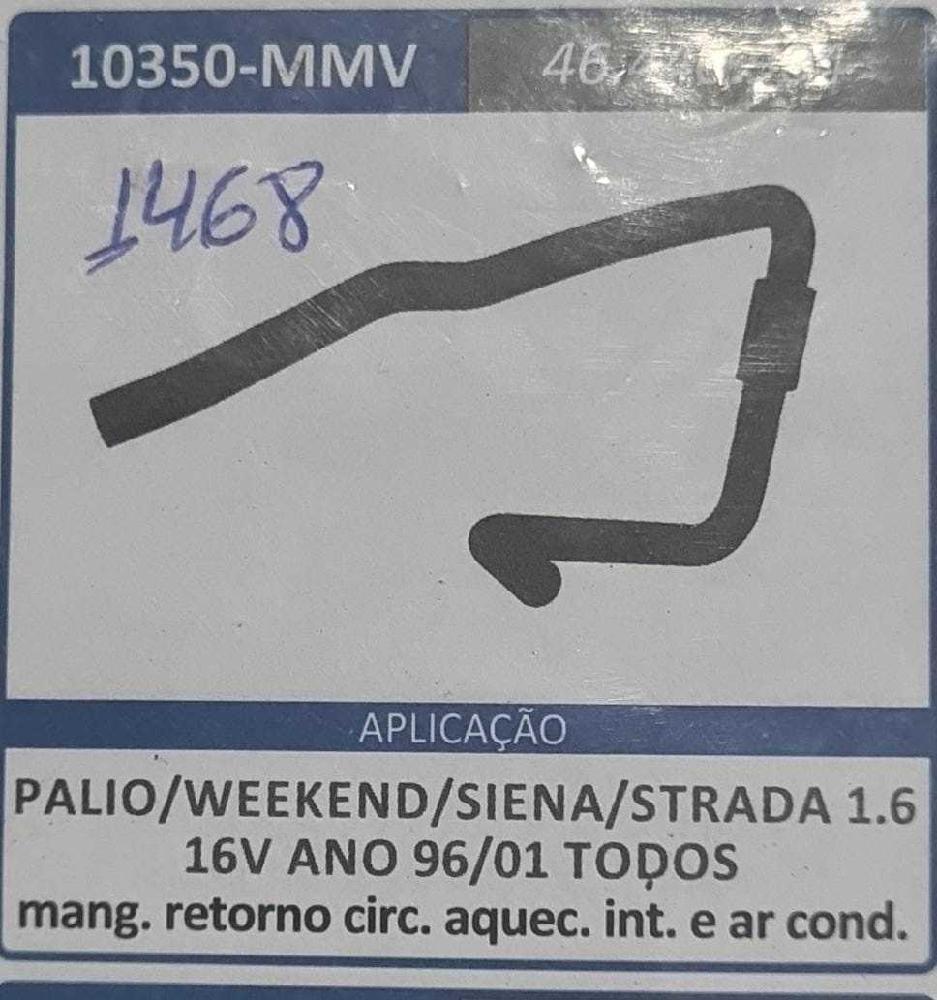 10350-MMV
1468
APLICAÇÃO
PALIO/WEEKEND/SIENA/STRADA 1.6
16V ANO 96/01 TODOS
mang. retorno circ. aquec. int. e ar cond.